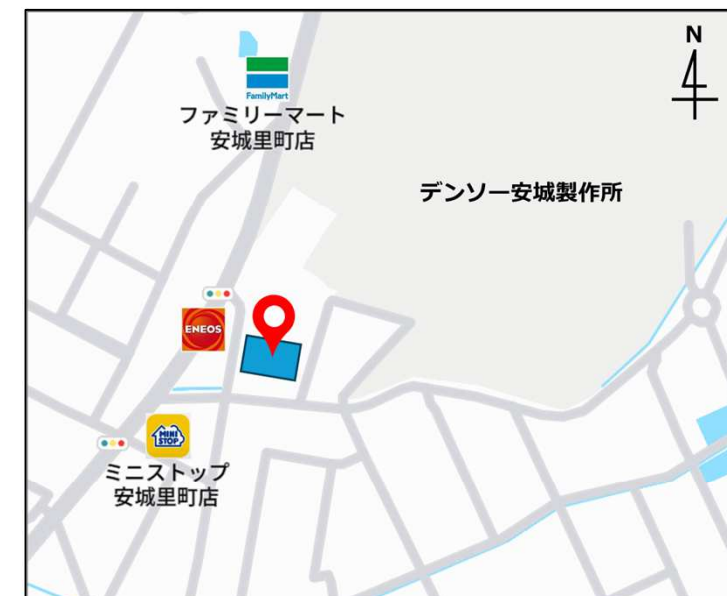 N
FamilyMart
ファミリーマート
安城里町店
デンソー安城製作所
ENEOS
MINI
STOP
ミニストップ
安城里町店